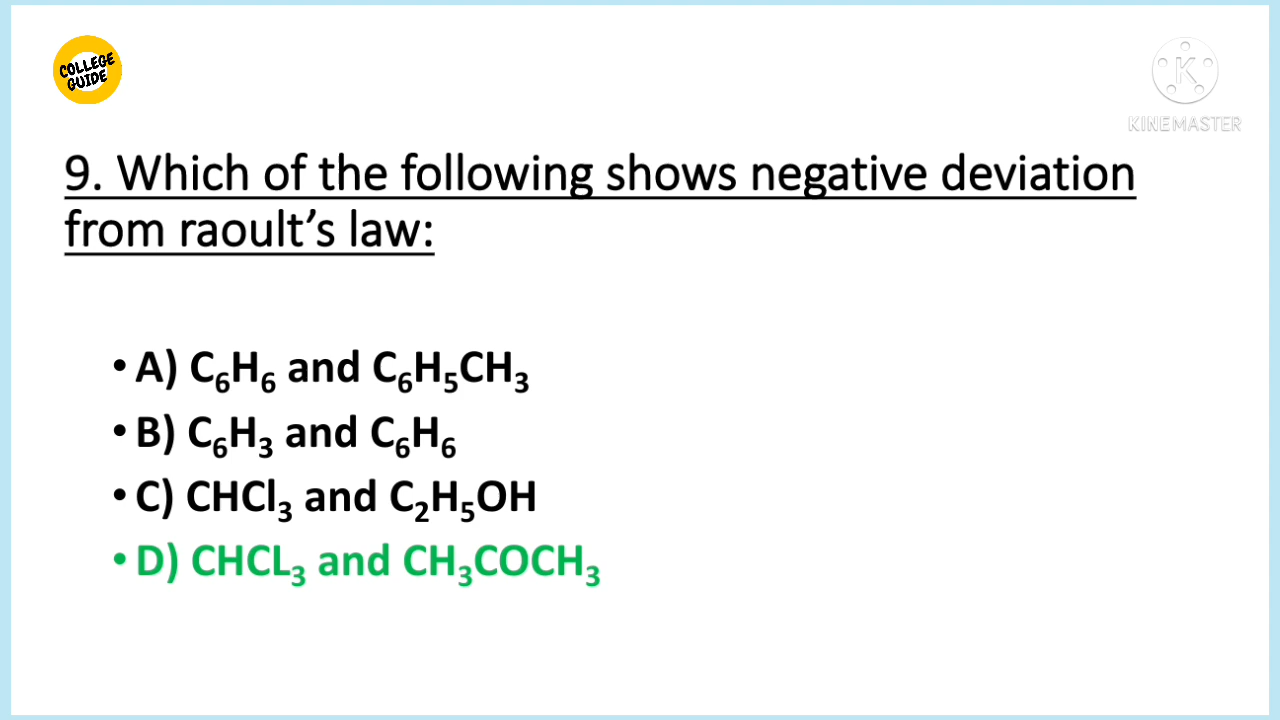 COLLEGE
GUIDE
KINEMASTER
9. Which of the following shows negative deviation
from raoult’s law:
• A) C₆H₆ and C₆H₅CH₃
• B) C₆H₃ and C₆H₆
• C) CHCl₃ and C₂H₅OH
• D) CHCL₃ and CH₃COCH₃